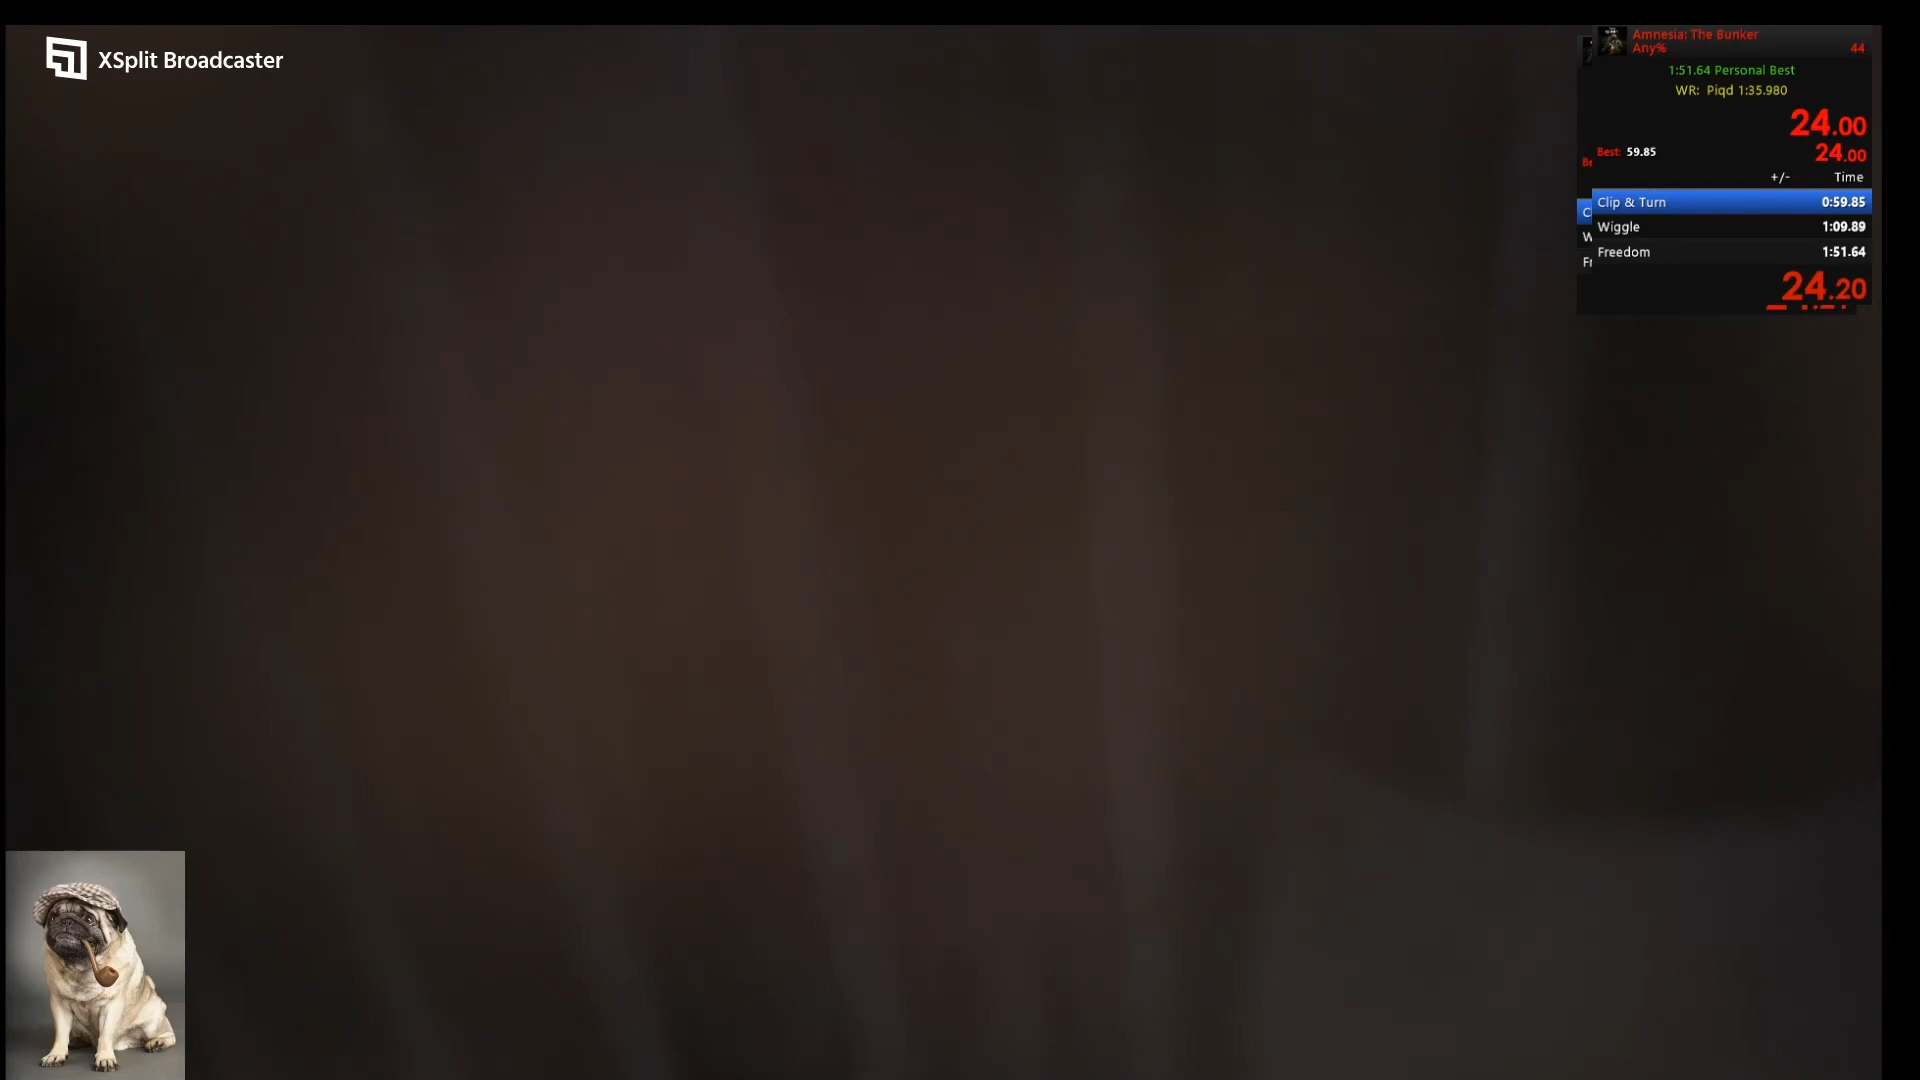 XSplit Broadcaster
Amnesia: The Bunker
Any% 44
1:51.64 Personal Best
WR: Piqd 1:35.980
24.00
Best: 59.85 24.00
Be
+/- Time
Clip & Turn 0:59.85
C
Wiggle 1:09.89
W
Freedom 1:51.64
Fr
24.20